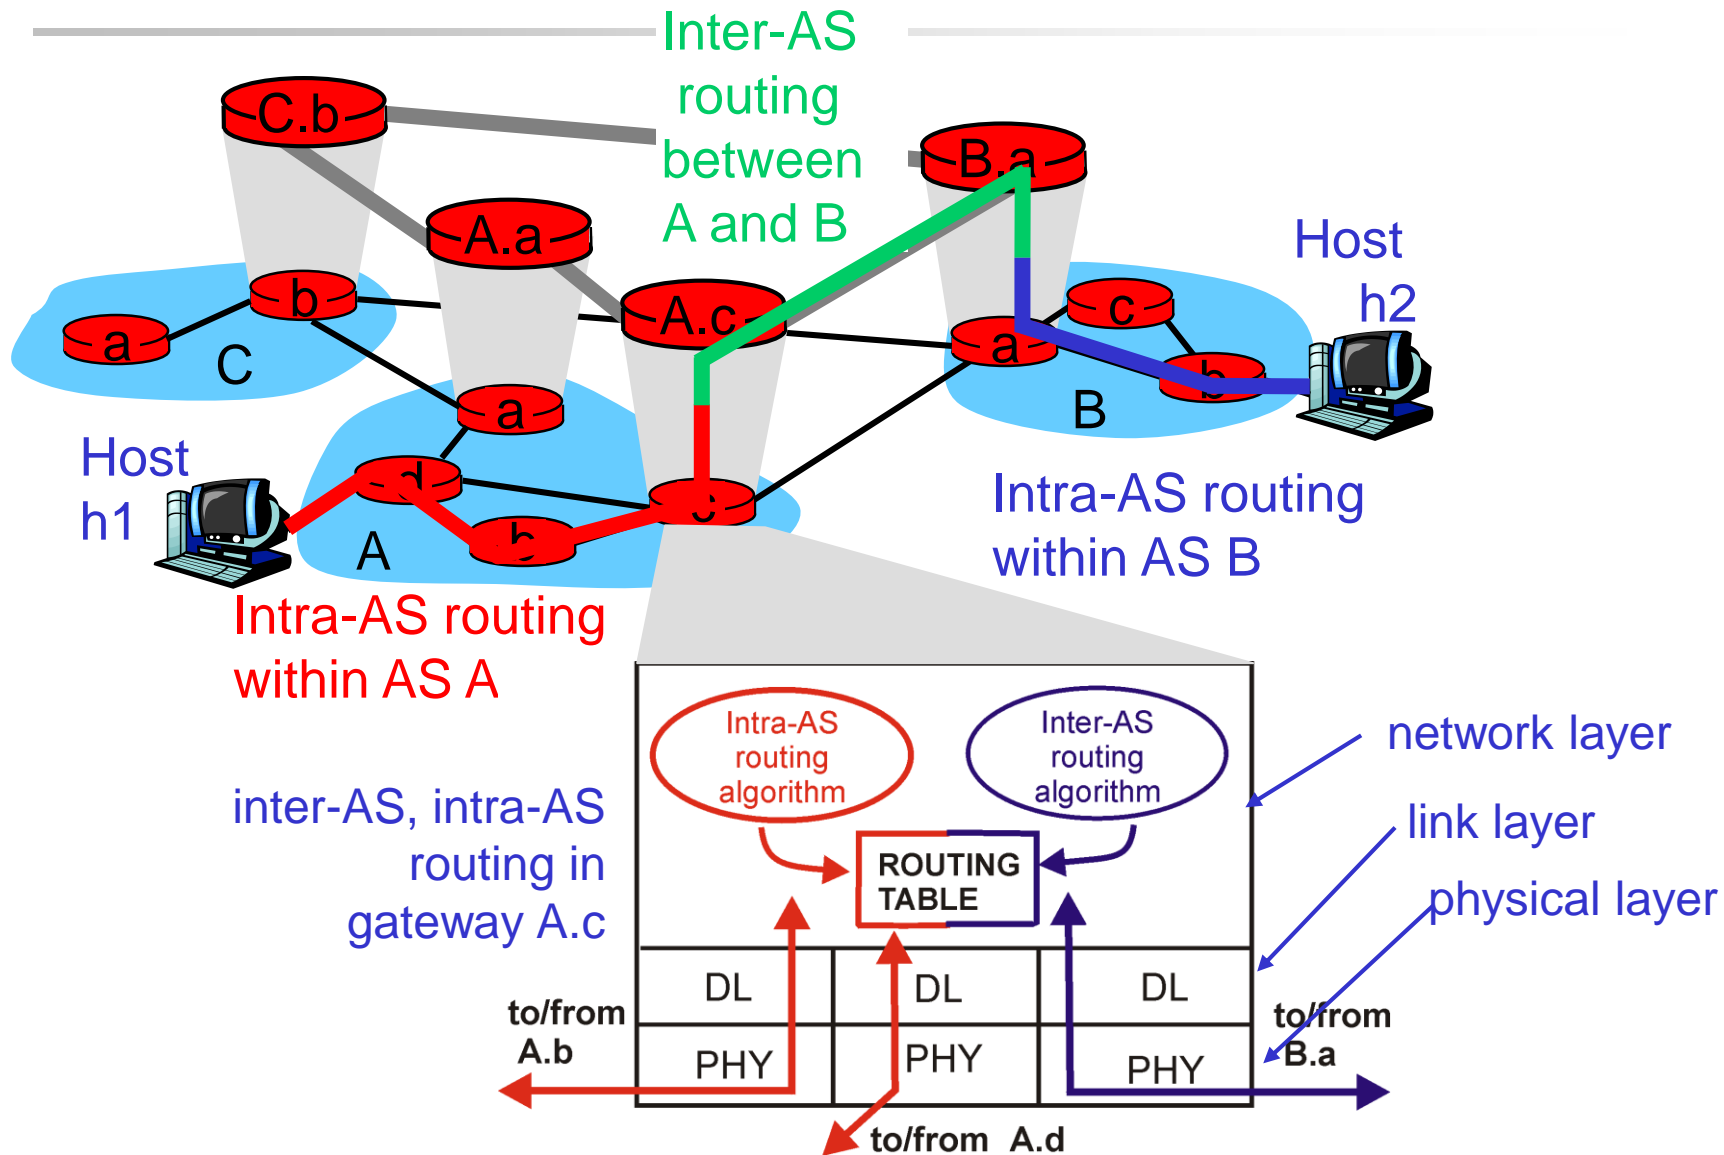 Inter-AS
routing
between
A and B
C.b
B.a
A.a
A.c
Host
h2
b
a
C
c
a
b
B
a
Host
h1
d
c
b
A
Intra-AS routing
within AS B
Intra-AS routing
within AS A
Intra-AS
routing
algorithm
Inter-AS
routing
algorithm
network layer
inter-AS, intra-AS
routing in
gateway A.c
link layer
ROUTING
TABLE
physical layer
DL
DL
DL
to/from
A.b
to/from
B.a
PHY
PHY
PHY
to/from A.d